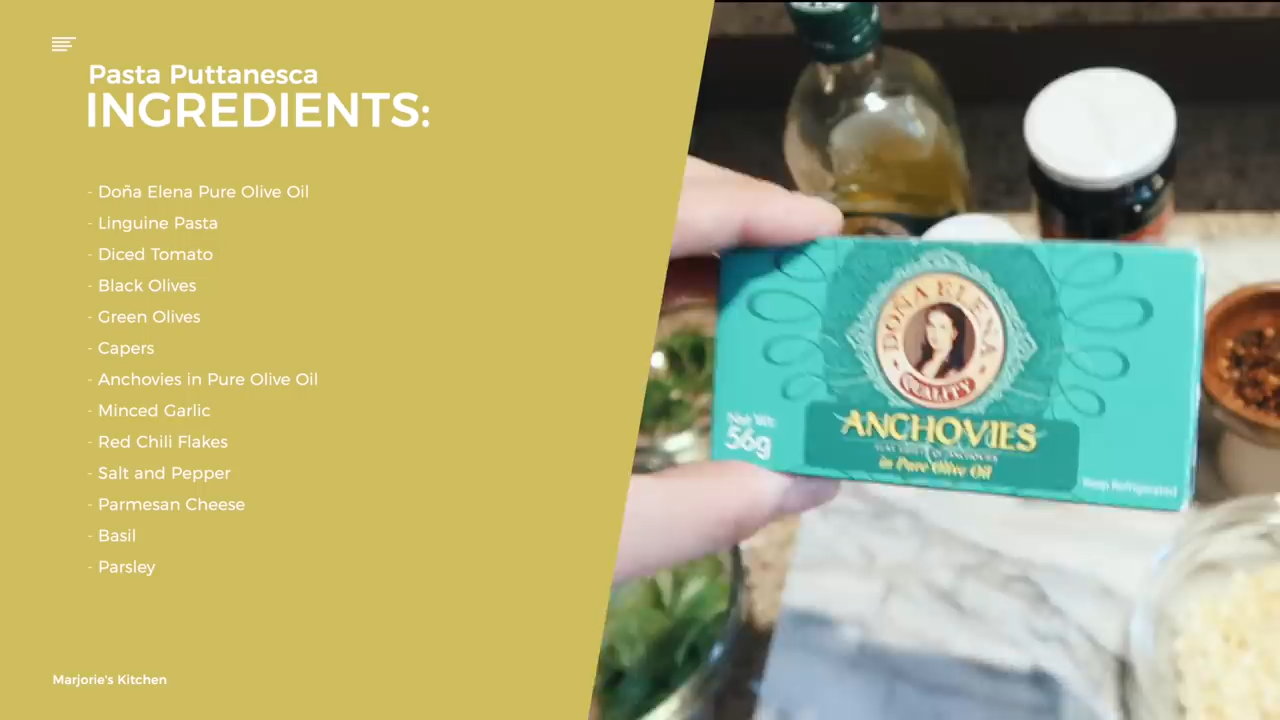 Pasta Puttanesca
INGREDIENTS:
- Doña Elena Pure Olive Oil
- Linguine Pasta
- Diced Tomato
- Black Olives
- Green Olives
- Capers
- Anchovies in Pure Olive Oil
- Minced Garlic
- Red Chili Flakes
- Salt and Pepper
- Parmesan Cheese
- Basil
- Parsley
Marjorie's Kitchen
DOÑA ELENA
QUALITY
ANCHOVIES
in Pure Olive Oil
Net Wt.
56g
Keep Refrigerated